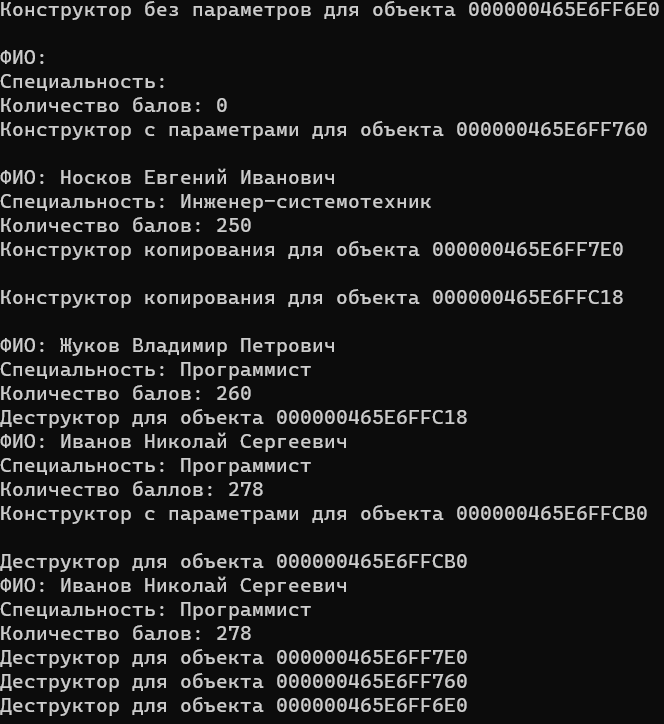 Конструктор без параметров для объекта 000000465E6FF6E0
ФИО:
Специальность:
Количество балов: 0
Конструктор с параметрами для объекта 000000465E6FF760
ФИО: Носков Евгений Иванович
Специальность: Инженер-системотехник
Количество балов: 250
Конструктор копирования для объекта 000000465E6FF7E0
Конструктор копирования для объекта 000000465E6FFC18
ФИО: Жуков Владимир Петрович
Специальность: Программист
Количество балов: 260
Деструктор для объекта 000000465E6FFC18
ФИО: Иванов Николай Сергеевич
Специальность: Программист
Количество баллов: 278
Конструктор с параметрами для объекта 000000465E6FFCB0
Деструктор для объекта 000000465E6FFCB0
ФИО: Иванов Николай Сергеевич
Специальность: Программист
Количество балов: 278
Деструктор для объекта 000000465E6FF7E0
Деструктор для объекта 000000465E6FF760
Деструктор для объекта 000000465E6FF6E0